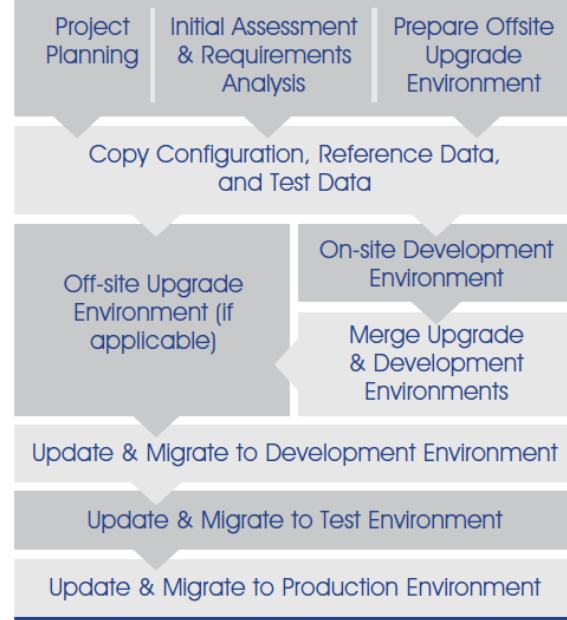 Project
Planning
Initial Assessment
& Requirements
Analysis
Prepare Offsite
Upgrade
Environment
Copy Configuration, Reference Data,
and Test Data
Off-site Upgrade
Environment (if
applicable)
On-site Development
Environment
Merge Upgrade
& Development
Environments
Update & Migrate to Development Environment
Update & Migrate to Test Environment
Update & Migrate to Production Environment